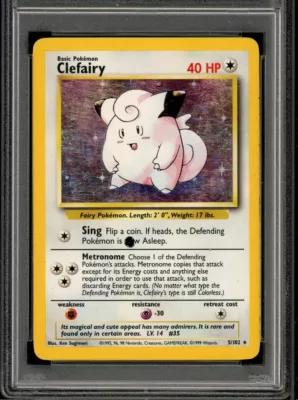 Basic Pokémon
Clefairy 40 HP
Fairy Pokémon. Length: 2' 0", Weight: 17 lbs.
Sing Flip a coin. If heads, the Defending
Pokémon is Asleep.
Metronome Choose 1 of the Defending
Pokémon's attacks. Metronome copies that attack
except for its Energy costs and anything else
required in order to use that attack, such as
discarding Energy cards. (No matter what type the
Defending Pokémon is, Clefairy's type is still Colorless.)
weakness resistance retreat cost
-30
Its magical and cute appeal has many admirers. It is rare and
found only in certain areas. LV. 14 #35
Illus. Ken Sugimori ©1995, 96, 98 Nintendo, Creatures, GAMEFREAK. ©1999 Wizards. 5/102